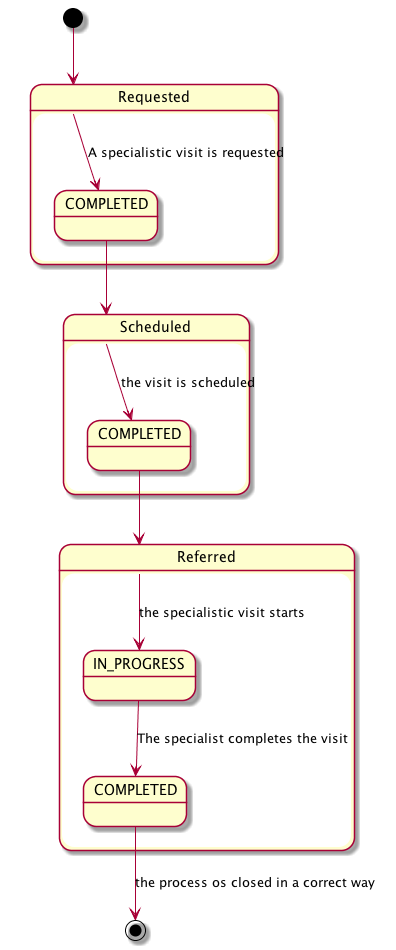 Requested
A specialistic visit is requested
COMPLETED
Scheduled
the visit is scheduled
COMPLETED
Referred
the specialistic visit starts
IN_PROGRESS
The specialist completes the visit
COMPLETED
the process os closed in a correct way